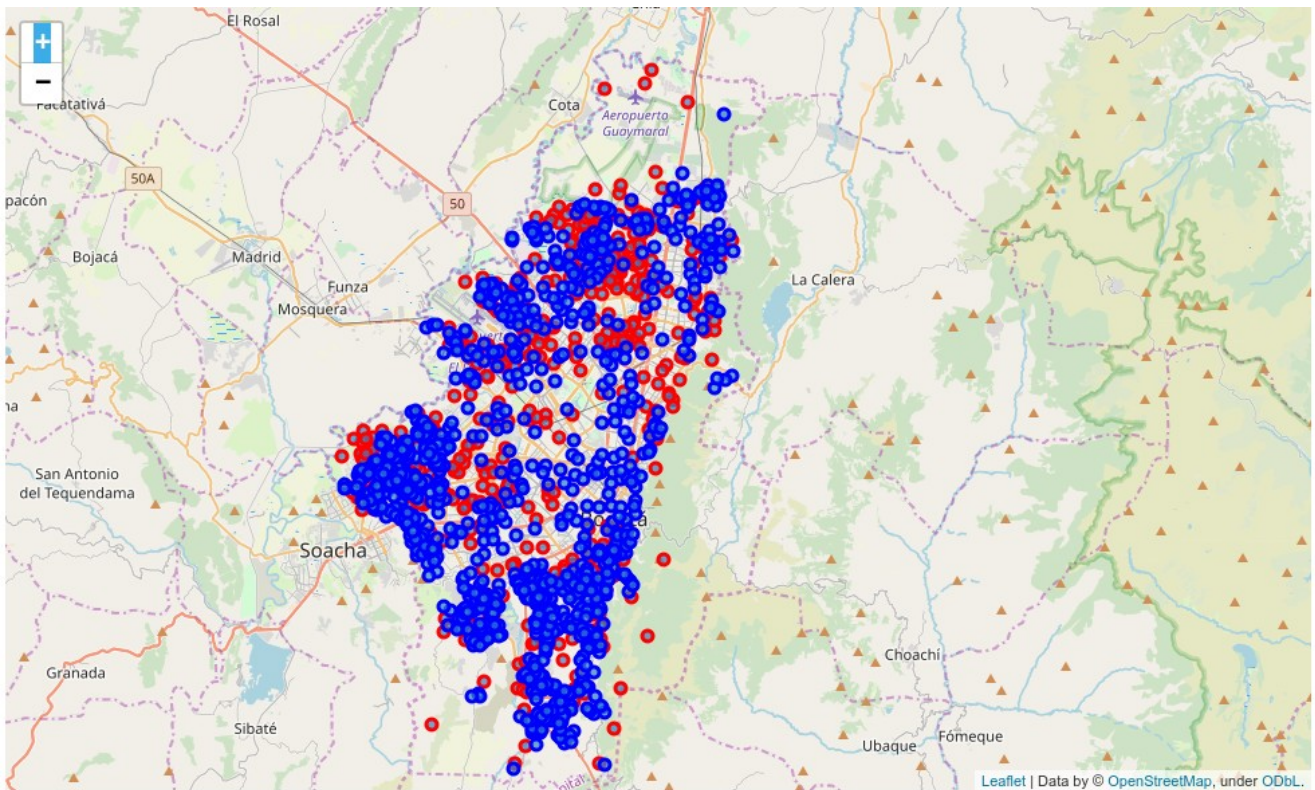 El Rosal
+
−
Facatativá
Cota
Aeropuerto
Guaymaral
50A
50
Bojacá
Madrid
Funza
Mosquera
La Calera
San Antonio
del Tequendama
Soacha
Choachí
Granada
Sibaté
Ubaque
Fómeque
Leaflet | Data by © OpenStreetMap, under ODbL.